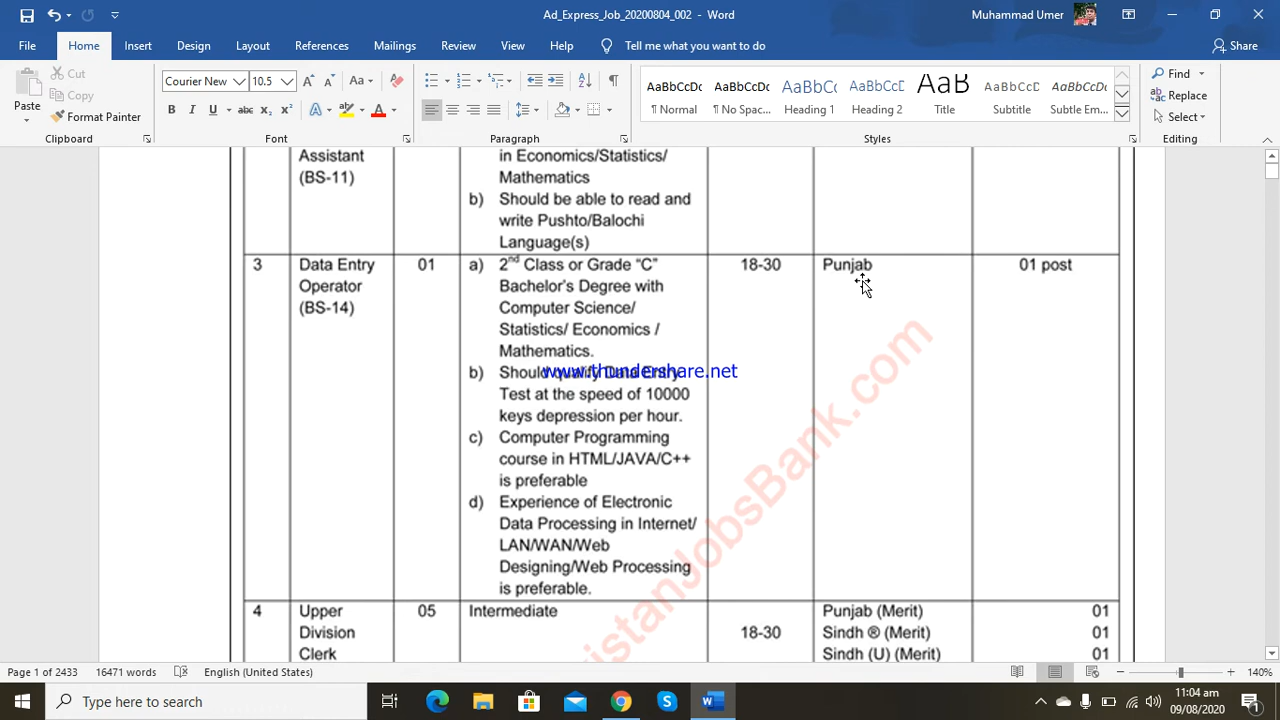 Ad_Express_Job_20200804_002 - Word
Muhammad Umer
File Home Insert Design Layout References Mailings Review View Help Tell me what you want to do Share
Paste
Cut
Copy
Format Painter
Clipboard
Courier New 10.5
Font
Paragraph
AaBbCcDc AaBbCcDc AaBbCc AaBbCcD AaB AaBbCcD AaBbCcDc
¶ Normal ¶ No Spac... Heading 1 Heading 2 Title Subtitle Subtle Em...
Styles
Find
Replace
Select
Editing
Assistant
(BS-11)
in Economics/Statistics/
Mathematics
b) Should be able to read and
write Pushto/Balochi
Language(s)
3
Data Entry
Operator
(BS-14)
01
a) 2nd Class or Grade “C”
Bachelor’s Degree with
Computer Science/
Statistics/ Economics /
Mathematics.
b) Should qualify Data Entry
Test at the speed of 10000
keys depression per hour.
c) Computer Programming
course in HTML/JAVA/C++
is preferable
d) Experience of Electronic
Data Processing in Internet/
LAN/WAN/Web
Designing/Web Processing
is preferable.
18-30
Punjab
01 post
www.thundershare.net
istanJobsBank.com
4
Upper
Division
Clerk
05
Intermediate
18-30
Punjab (Merit) 01
Sindh ® (Merit) 01
Sindh (U) (Merit) 01
Page 1 of 2433 16471 words English (United States) 140%
Type here to search
11:04 am
09/08/2020